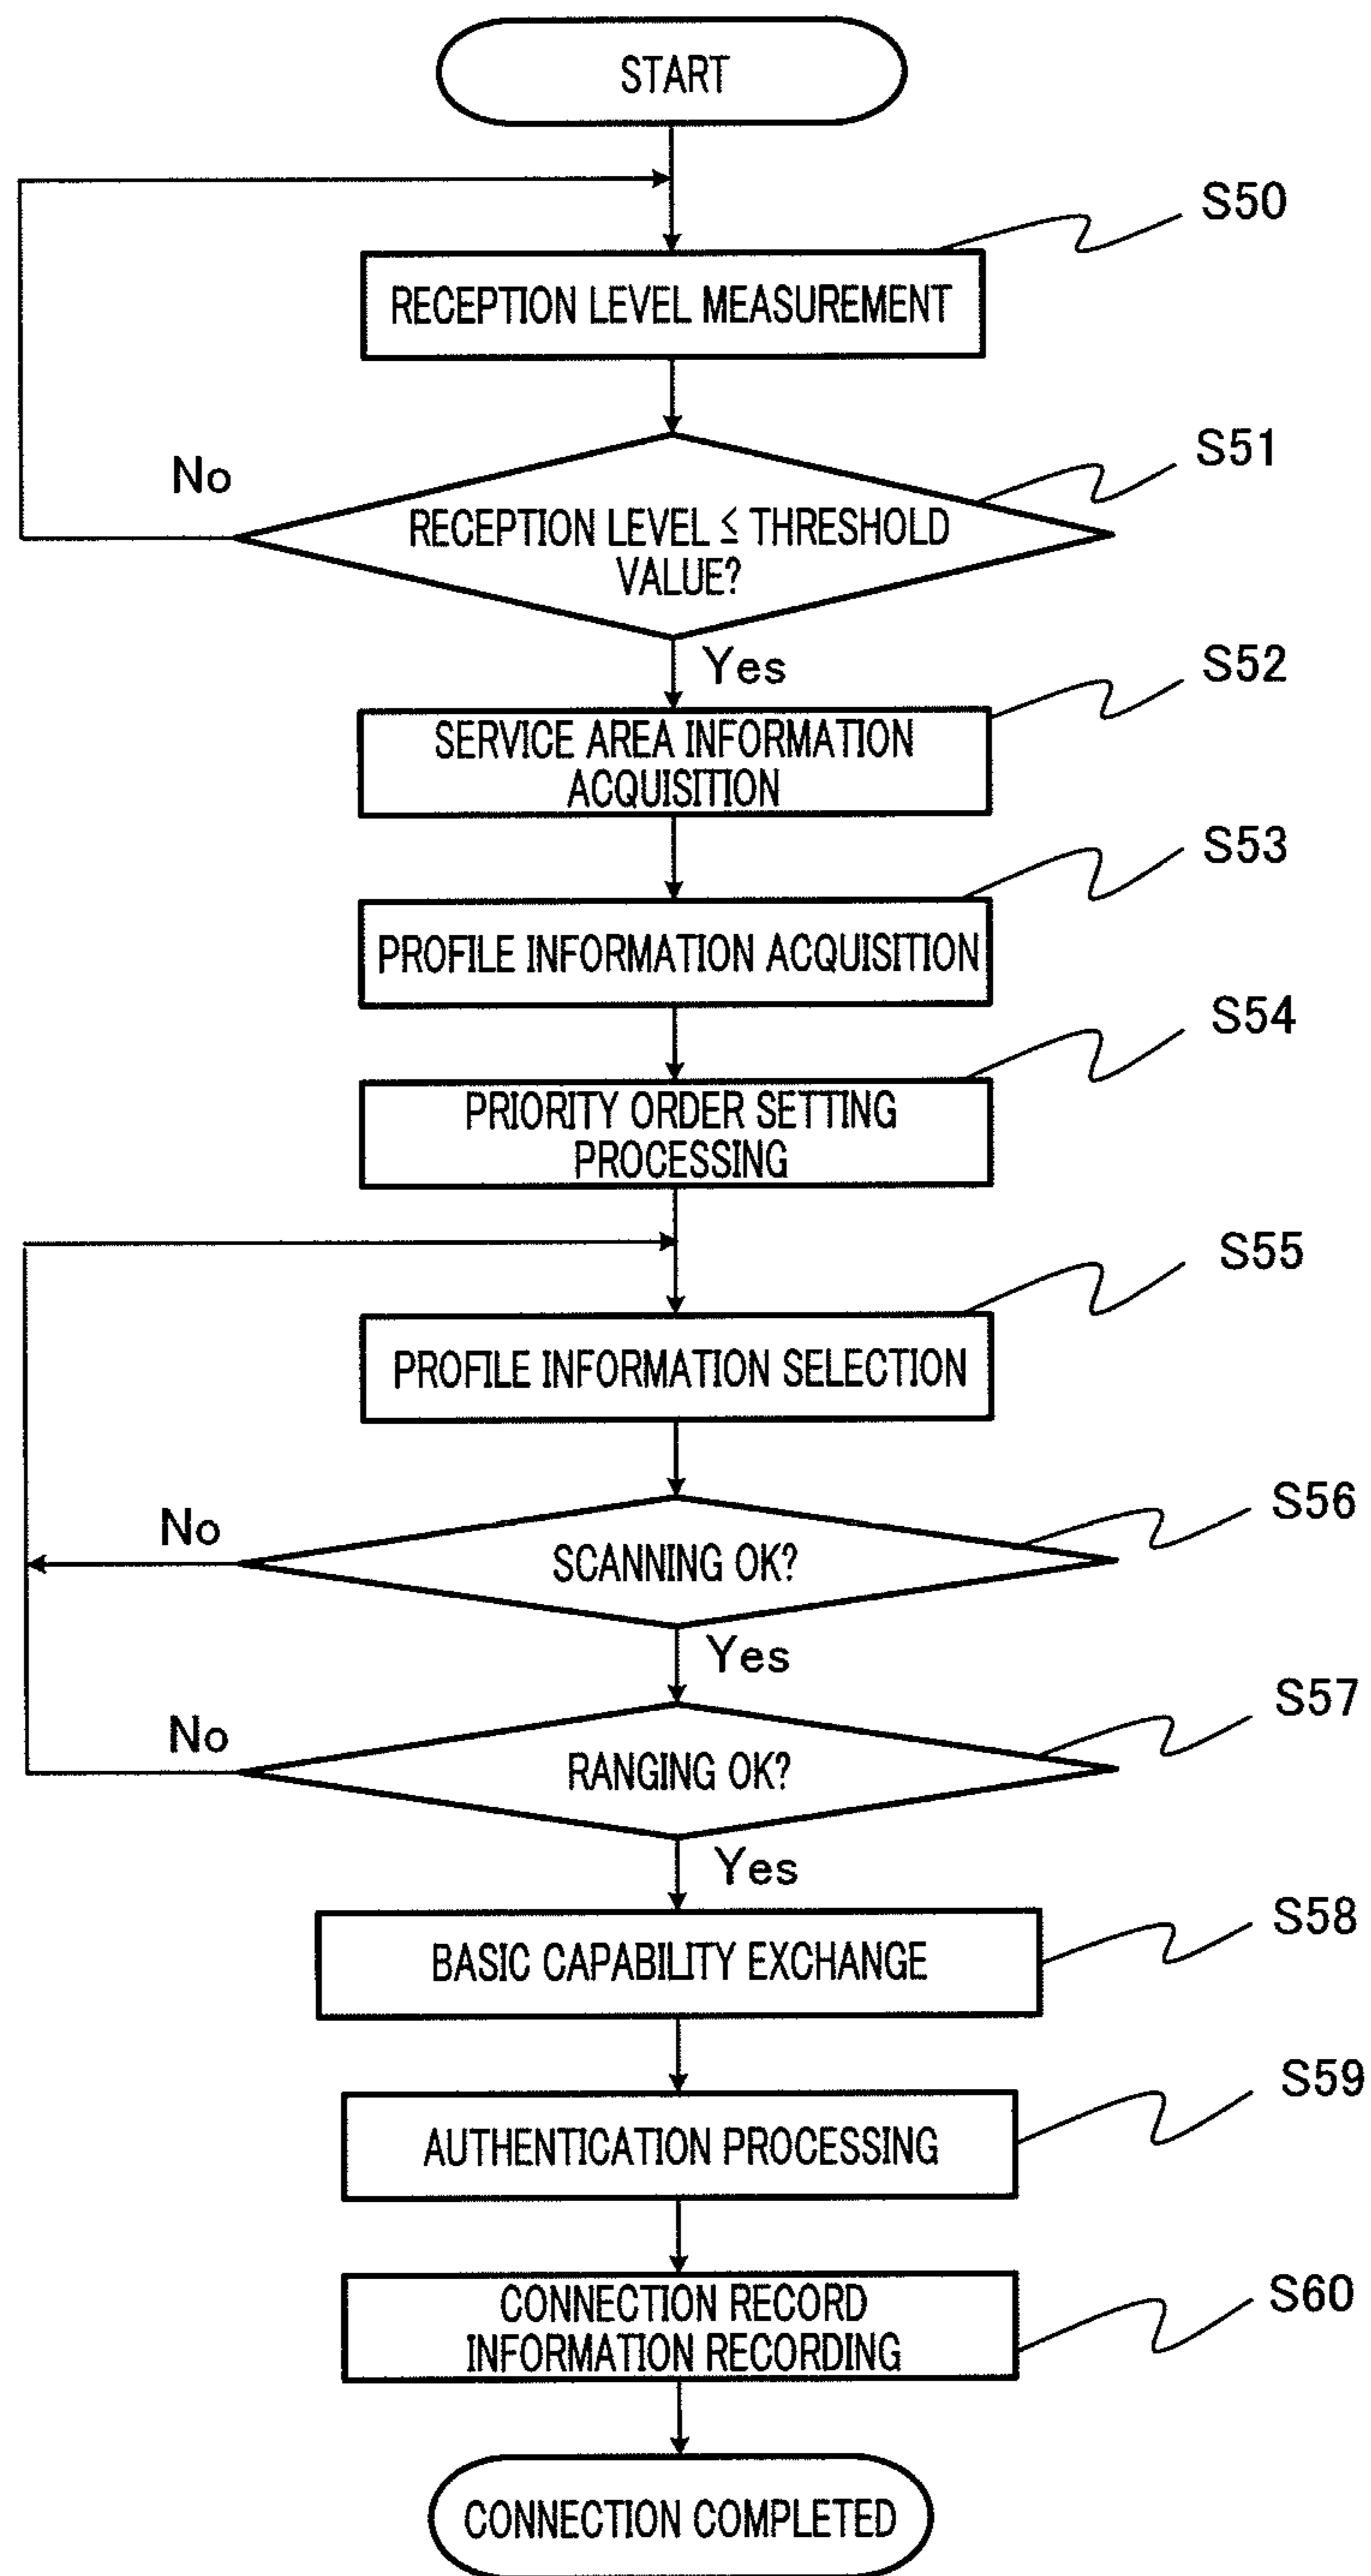 START
S50
RECEPTION LEVEL MEASUREMENT
S51
No
RECEPTION LEVEL ≤ THRESHOLD
VALUE?
Yes
S52
SERVICE AREA INFORMATION
ACQUISITION
S53
PROFILE INFORMATION ACQUISITION
S54
PRIORITY ORDER SETTING
PROCESSING
S55
PROFILE INFORMATION SELECTION
S56
No
SCANNING OK?
Yes
S57
No
RANGING OK?
Yes
S58
BASIC CAPABILITY EXCHANGE
S59
AUTHENTICATION PROCESSING
S60
CONNECTION RECORD
INFORMATION RECORDING
CONNECTION COMPLETED